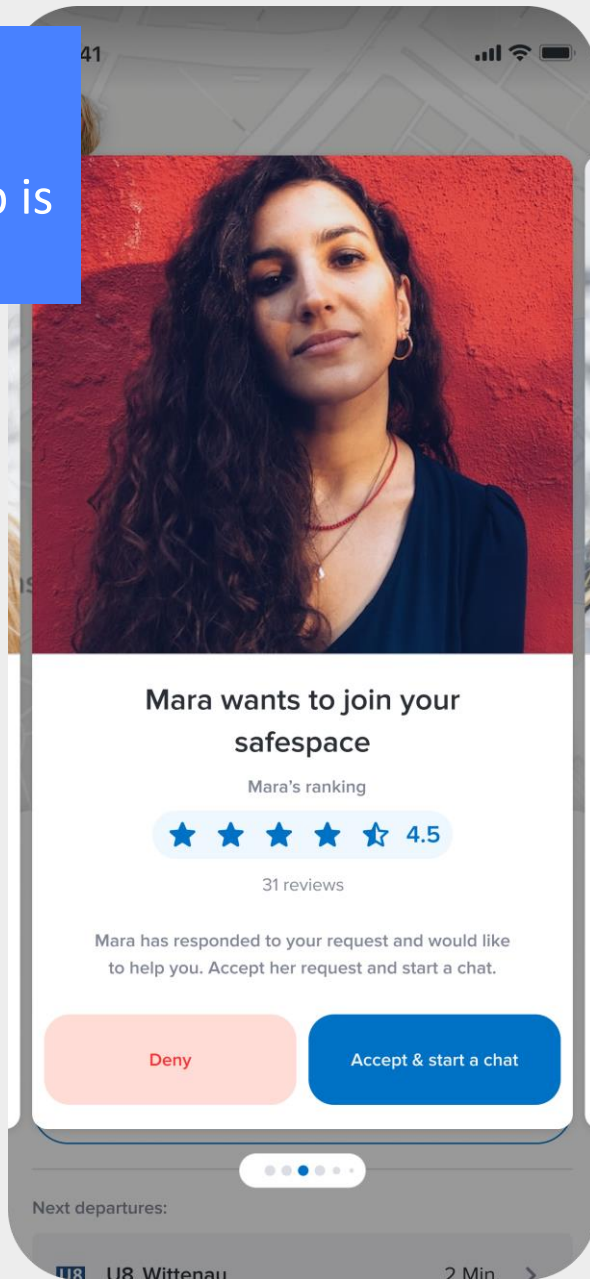 41
is
Mara wants to join your
safespace
Mara's ranking
4.5
31 reviews
Mara has responded to your request and would like
to help you. Accept her request and start a chat.
Deny
Accept & start a chat
Next departures:
U8 U8 Wittenau 2 Min